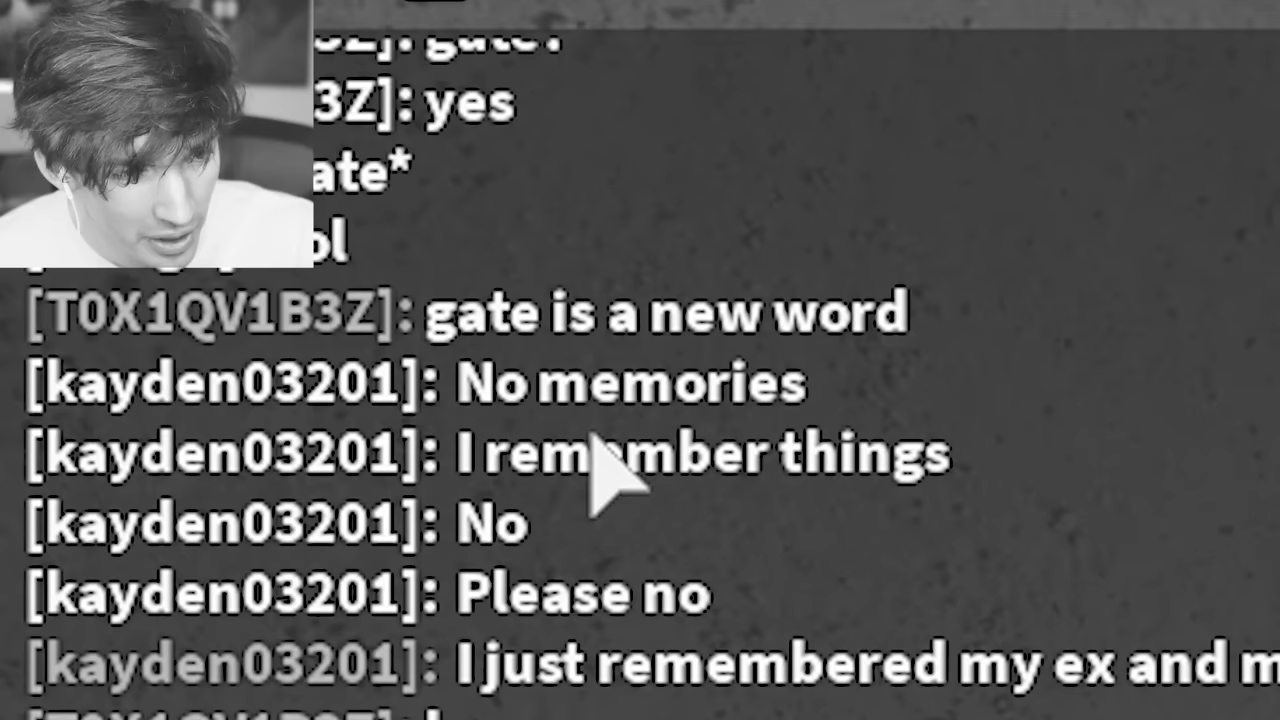 3Z]: yes
ate*
ol
[T0X1QV1B3Z]: gate is a new word
[kayden03201]: No memories
[kayden03201]: I remember things
[kayden03201]: No
[kayden03201]: Please no
[kayden03201]: I just remembered my ex and m